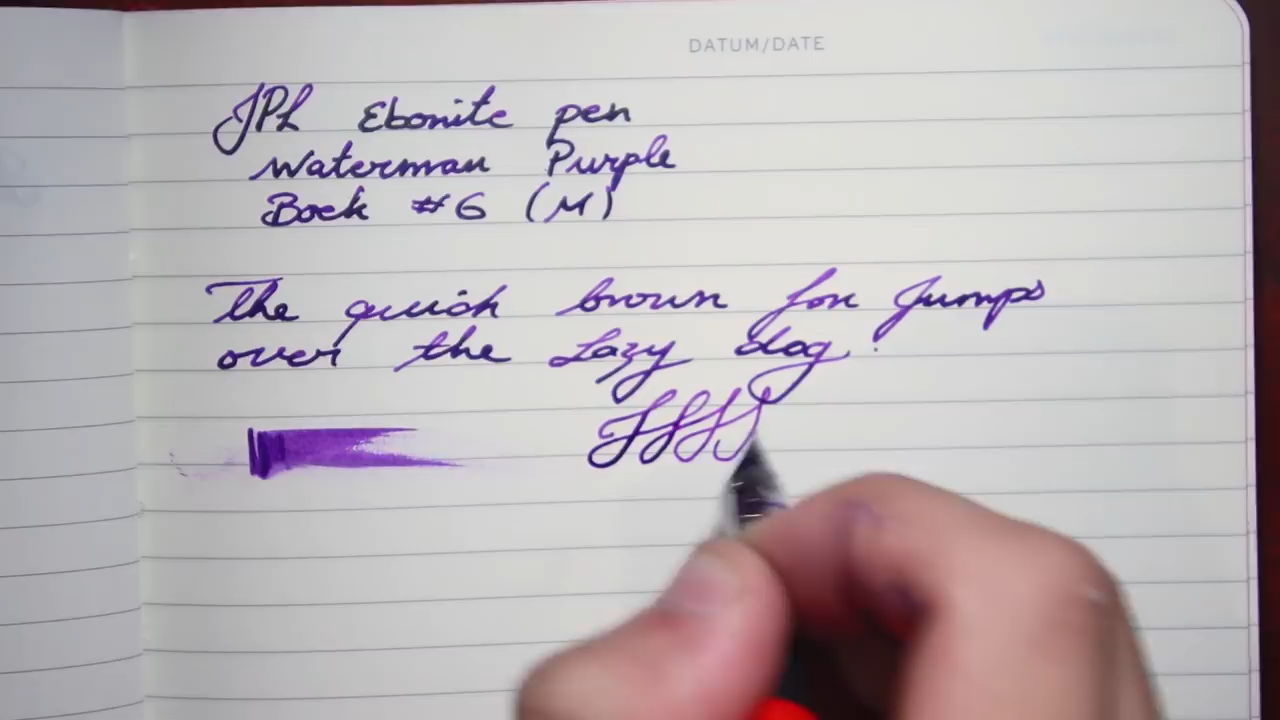 DATUM/DATE
JPL Ebonite pen
Waterman Purple
Bock #6 (M)
The quick brown fox jumps
over the Lazy dog.